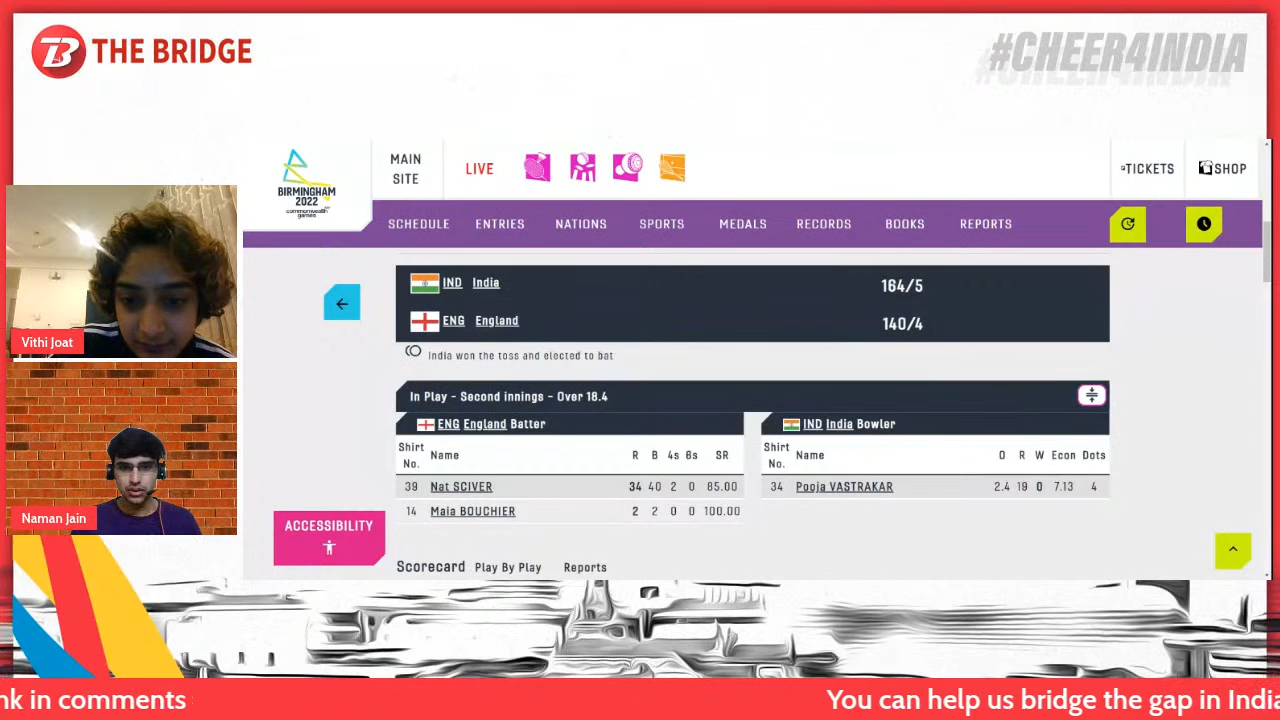 THE BRIDGE
#CHEER4INDIA
BIRMINGHAM
2022
commonwealth
games
MAIN
SITE
LIVE
TICKETS
SHOP
SCHEDULE ENTRIES NATIONS SPORTS MEDALS RECORDS BOOKS REPORTS
IND India 164/5
ENG England 140/4
India won the toss and elected to bat
In Play - Second innings - Over 18.4
ENG England Batter
Shirt No. Name R B 4s 6s SR
39 Nat SCIVER 34 40 2 0 85.00
14 Maia BOUCHIER 2 2 0 0 100.00
IND India Bowler
Shirt No. Name O R W Econ Dots
34 Pooja VASTRAKAR 2.4 19 0 7.13 4
Scorecard Play By Play Reports
ACCESSIBILITY
Vithi Joat
Naman Jain
nk in comments
You can help us bridge the gap in India